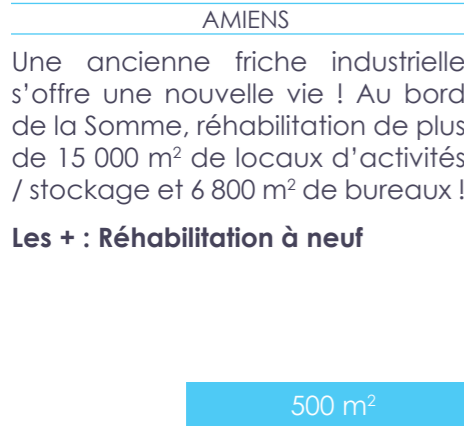 AMIENS
Une ancienne friche industrielle
s’offre une nouvelle vie ! Au bord
de la Somme, réhabilitation de plus
de 15 000 m² de locaux d’activités
/ stockage et 6 800 m² de bureaux !
Les + : Réhabilitation à neuf
500 m²